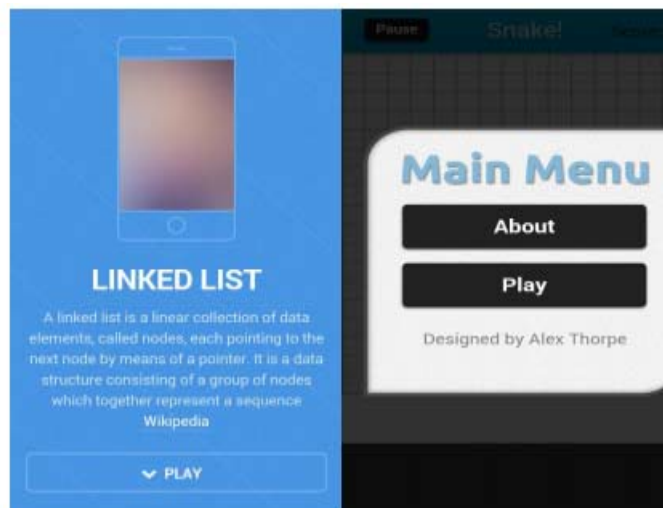 LINKED LIST
A linked list is a linear collection of data
elements, called nodes, each pointing to the
next node by means of a pointer. It is a data
structure consisting of a group of nodes
which together represent a sequence
Wikipedia
PLAY
Pause
Snake!
Main Menu
About
Play
Designed by Alex Thorpe